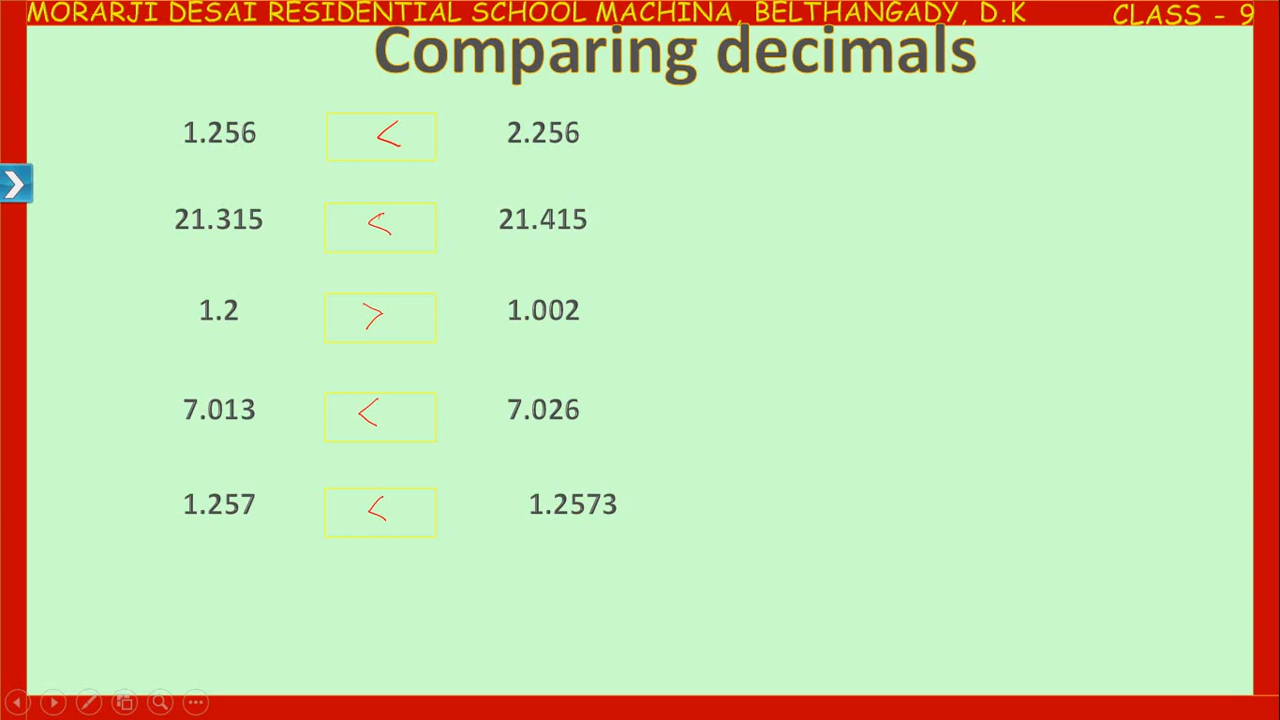 MORARJI DESAI RESIDENTIAL SCHOOL MACHINA, BELTHANGADY, D.K CLASS - 9
Comparing decimals
1.256 < 2.256
21.315 < 21.415
1.2 > 1.002
7.013 < 7.026
1.257 < 1.2573